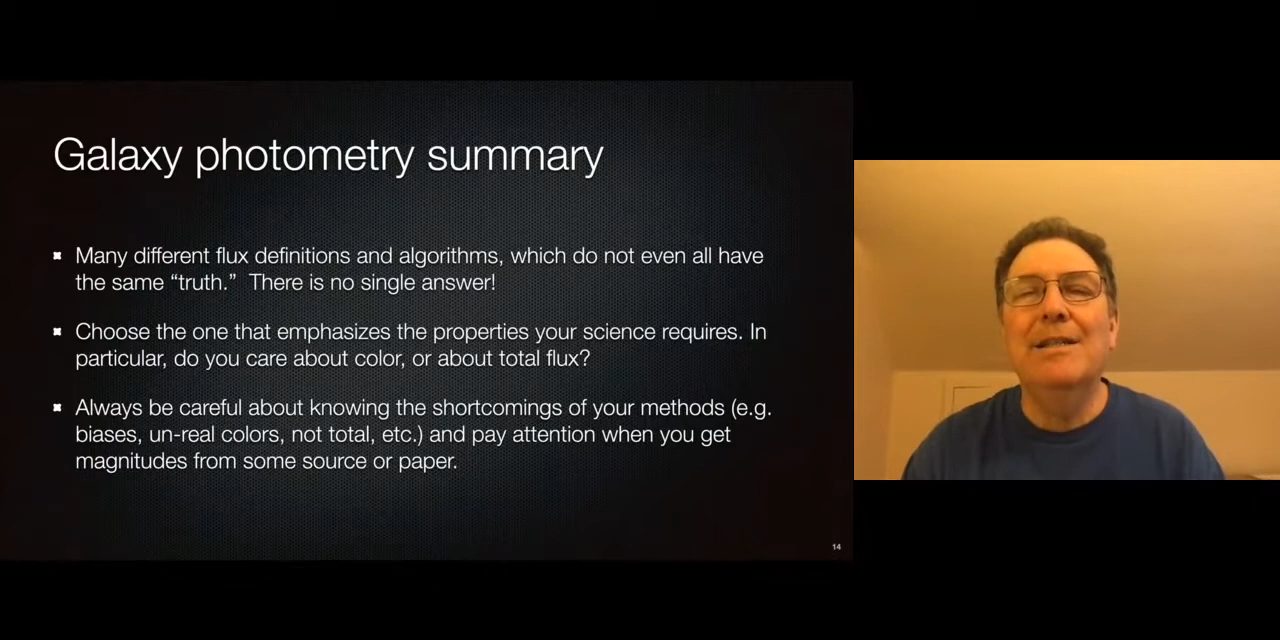 Galaxy photometry summary
Many different flux definitions and algorithms, which do not even all have
the same “truth.”  There is no single answer!
Choose the one that emphasizes the properties your science requires. In
particular, do you care about color, or about total flux?
Always be careful about knowing the shortcomings of your methods (e.g.
biases, un-real colors, not total, etc.) and pay attention when you get
magnitudes from some source or paper.
14